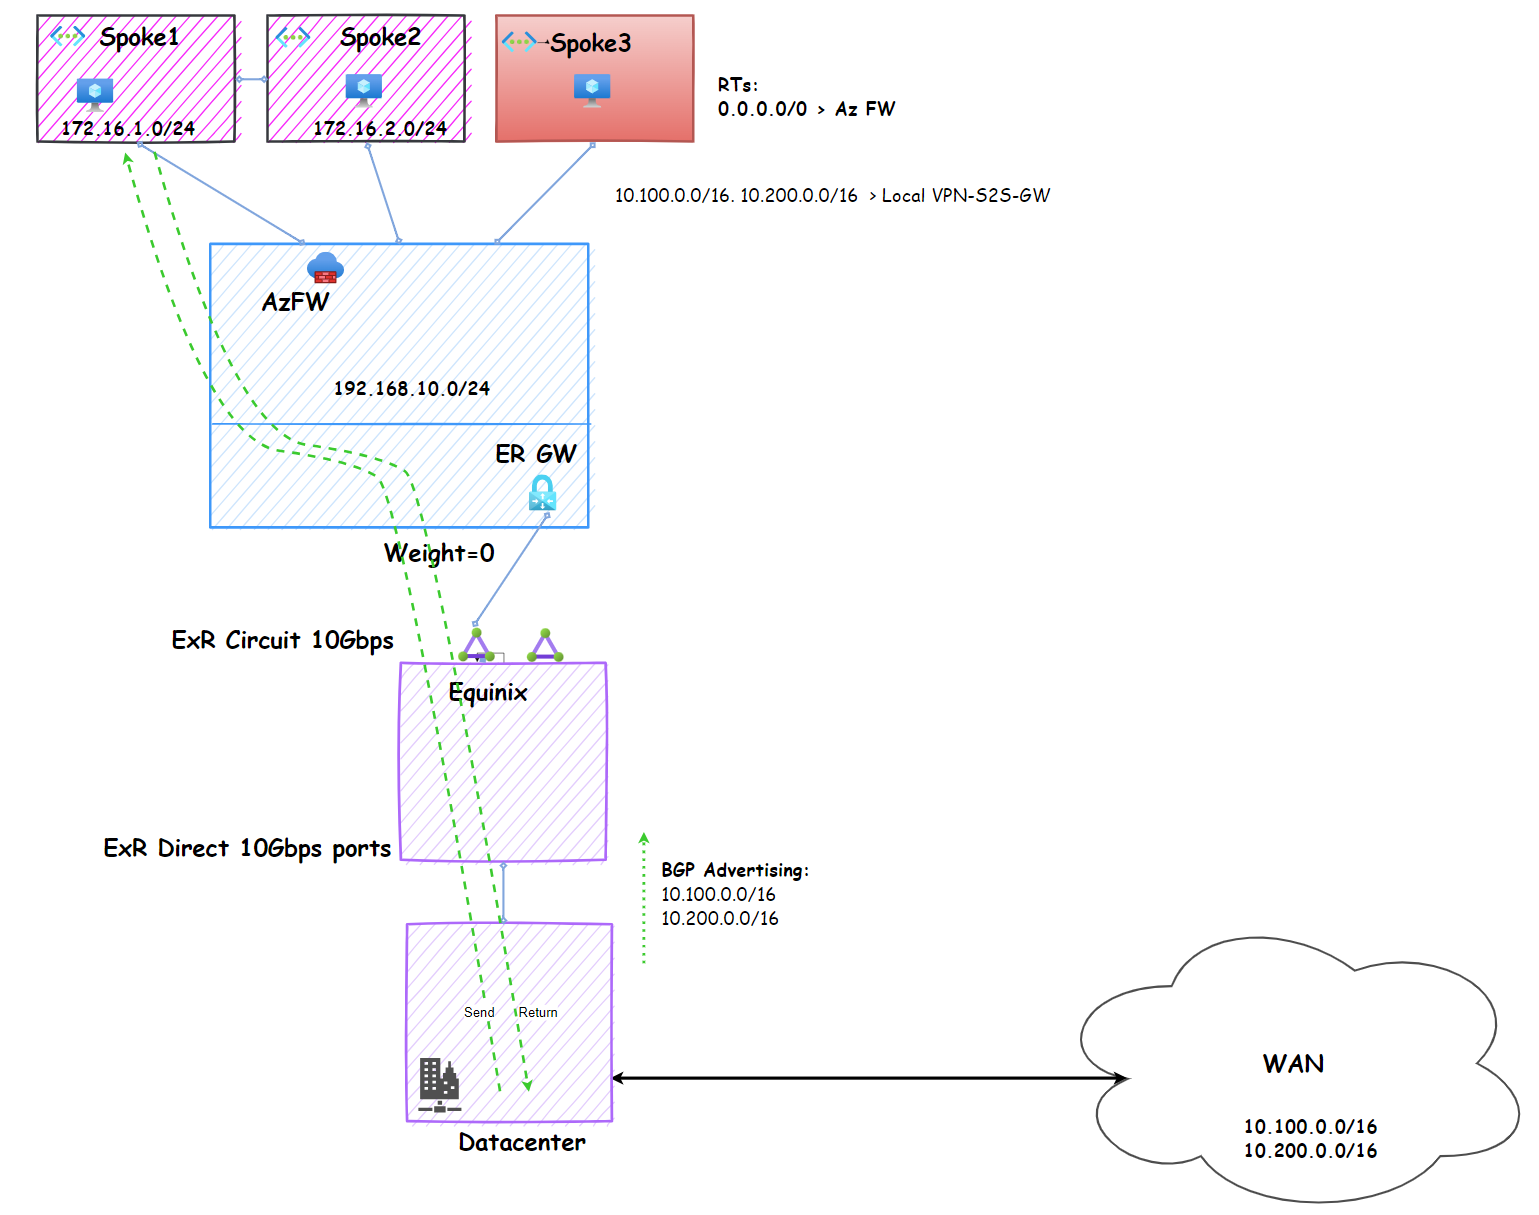 Spoke1
172.16.1.0/24
Spoke2
172.16.2.0/24
Spoke3
RTs:
0.0.0.0/0 > Az FW
10.100.0.0/16. 10.200.0.0/16 > Local VPN-S2S-GW
AzFW
192.168.10.0/24
ER GW
Weight=0
ExR Circuit 10Gbps
Equinix
ExR Direct 10Gbps ports
BGP Advertising:
10.100.0.0/16
10.200.0.0/16
Send Return
Datacenter
WAN
10.100.0.0/16
10.200.0.0/16